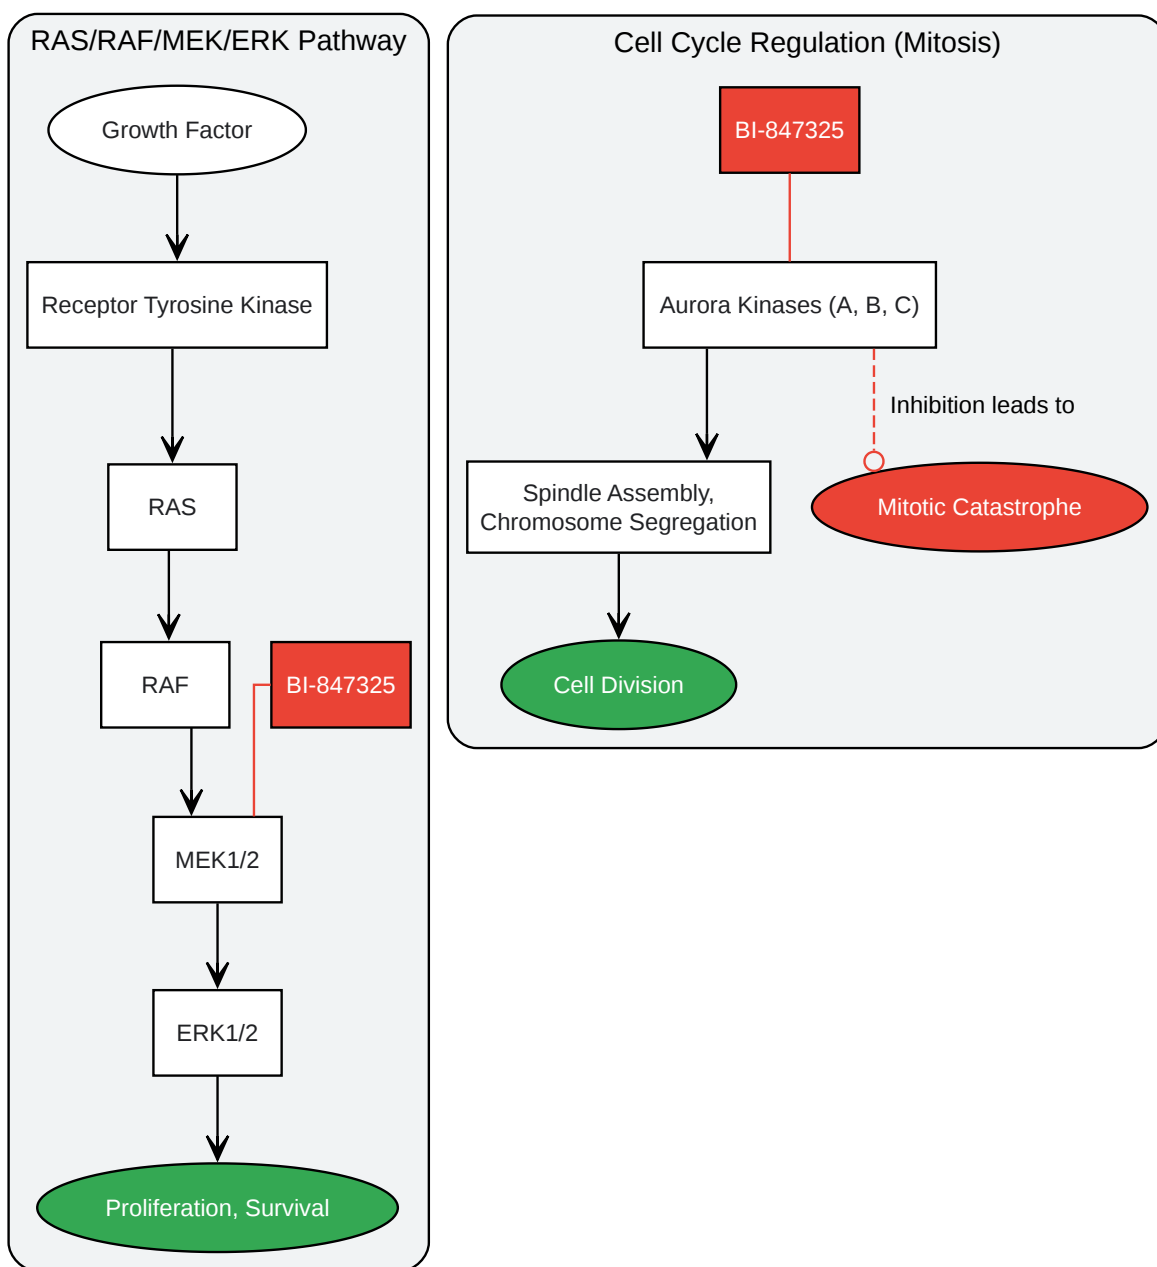 RAS/RAF/MEK/ERK Pathway
Growth Factor
Receptor Tyrosine Kinase
RAS
RAF
BI-847325
MEK1/2
ERK1/2
Proliferation, Survival
Cell Cycle Regulation (Mitosis)
BI-847325
Aurora Kinases (A, B, C)
Inhibition leads to
Spindle Assembly,
Chromosome Segregation
Mitotic Catastrophe
Cell Division